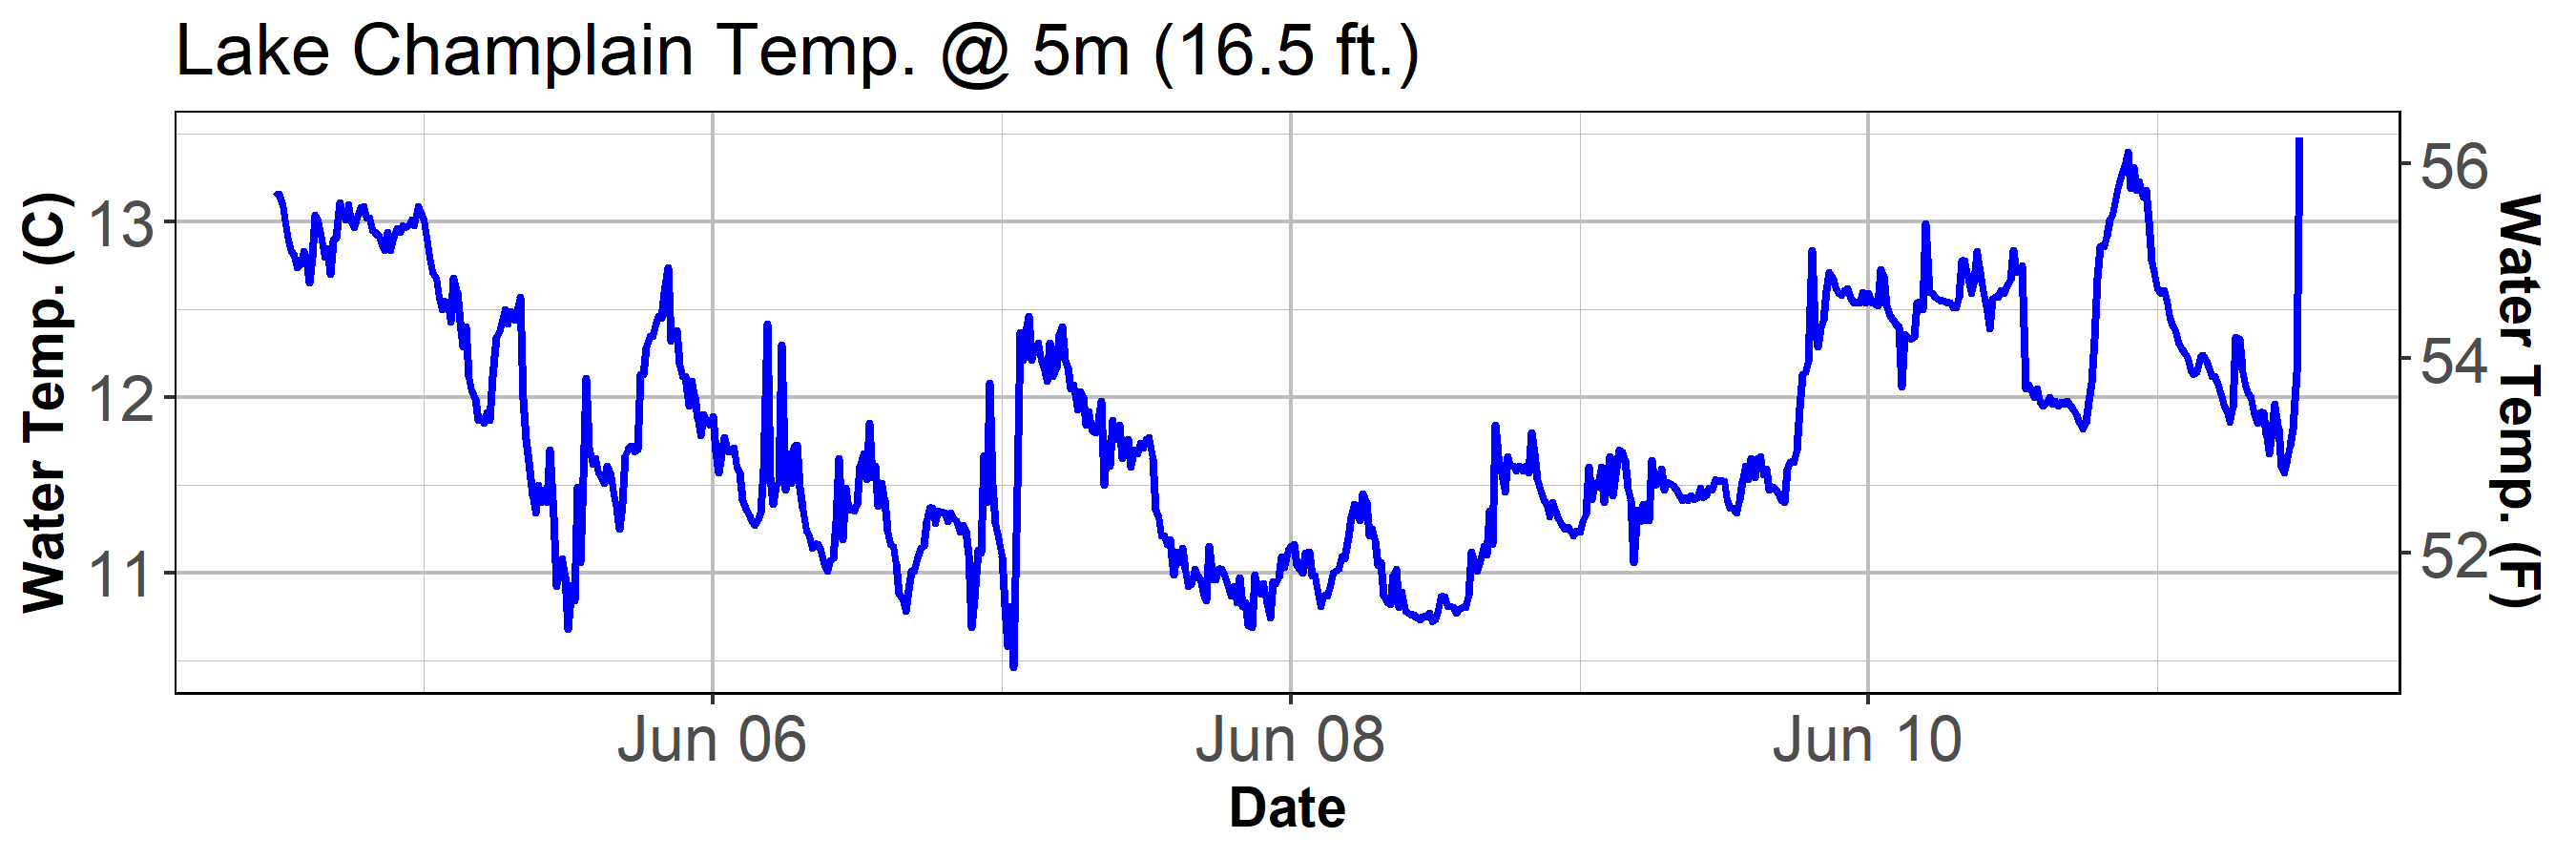 Lake Champlain Temp. @ 5m (16.5 ft.)
Water Temp. (C)
13
12
11
56
54
52
Water Temp. (F)
Jun 06
Jun 08
Jun 10
Date